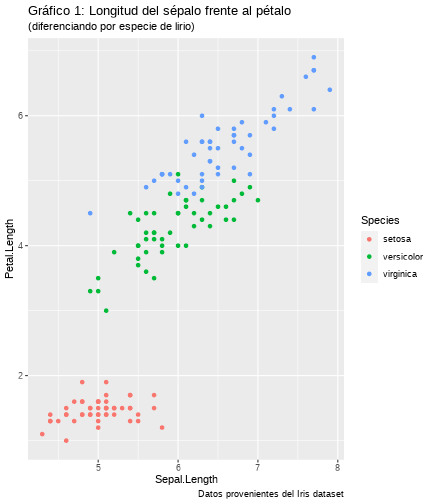 Gráfico 1: Longitud del sépalo frente al pétalo
(diferenciando por especie de lirio)
6
4
2
Petal.Length
5 6 7 8
Sepal.Length
Species
setosa
versicolor
virginica
Datos provenientes del Iris dataset